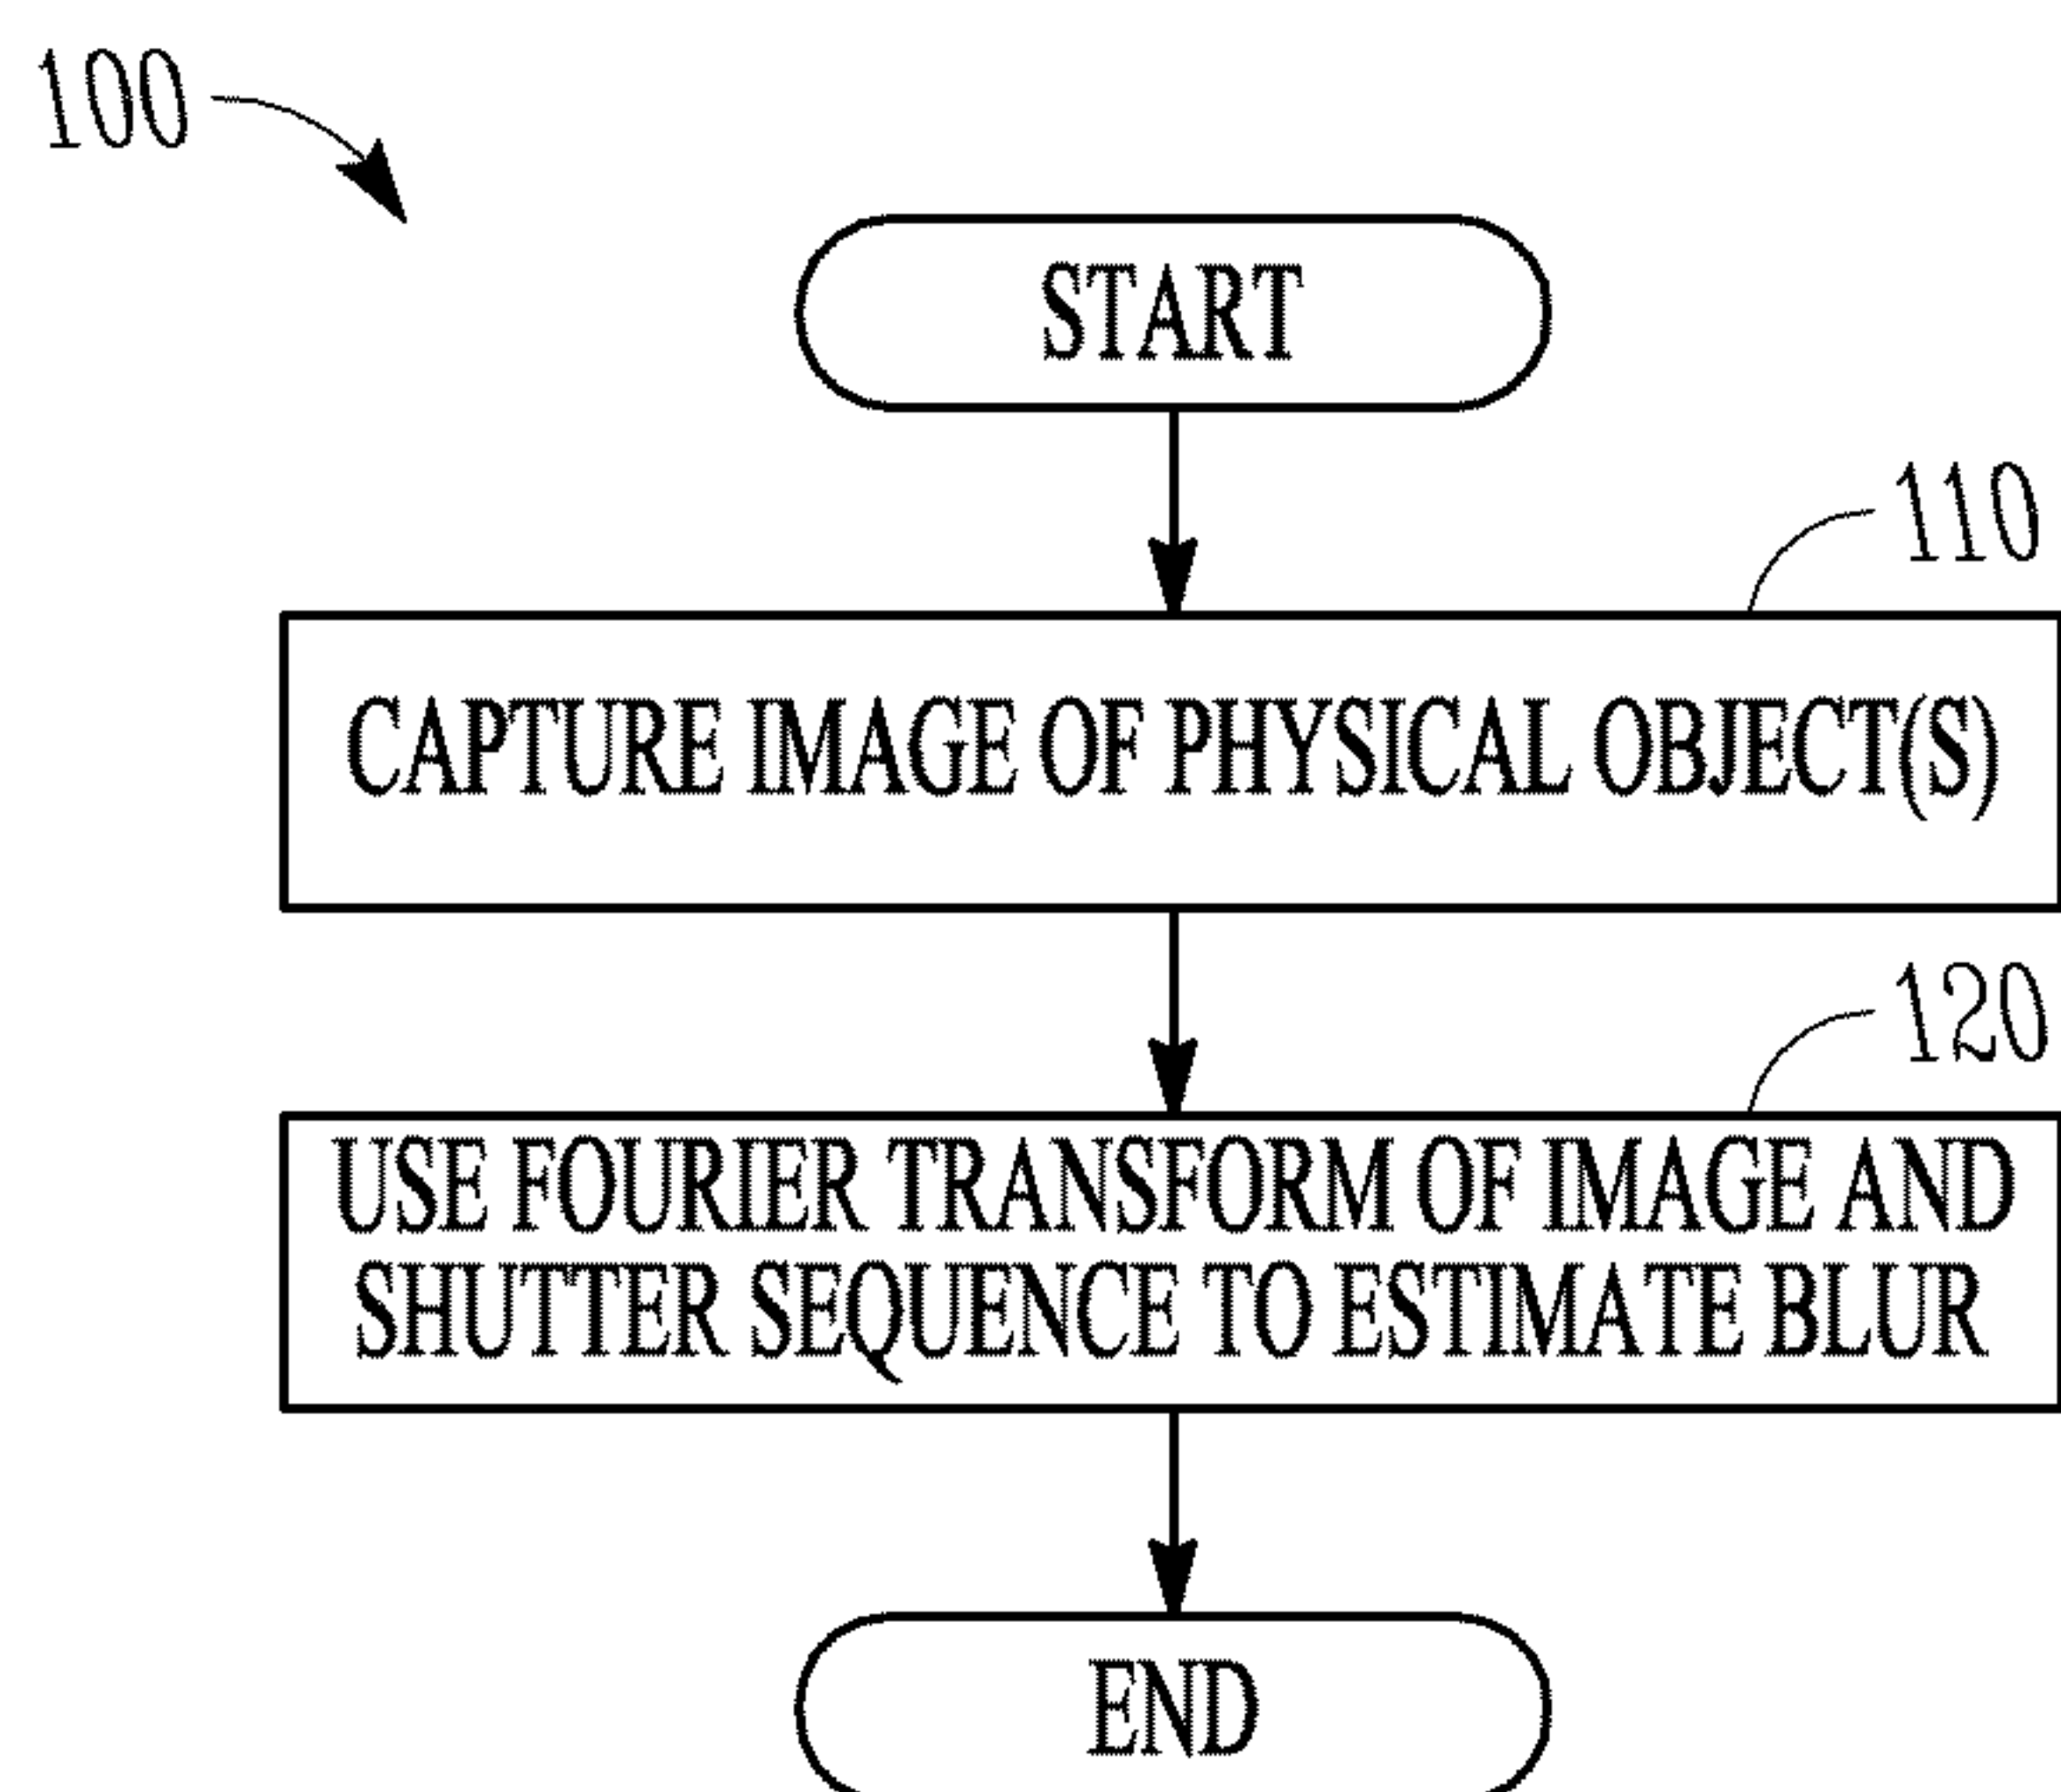 100
START
110
CAPTURE IMAGE OF PHYSICAL OBJECT(S)
120
USE FOURIER TRANSFORM OF IMAGE AND
SHUTTER SEQUENCE TO ESTIMATE BLUR
END